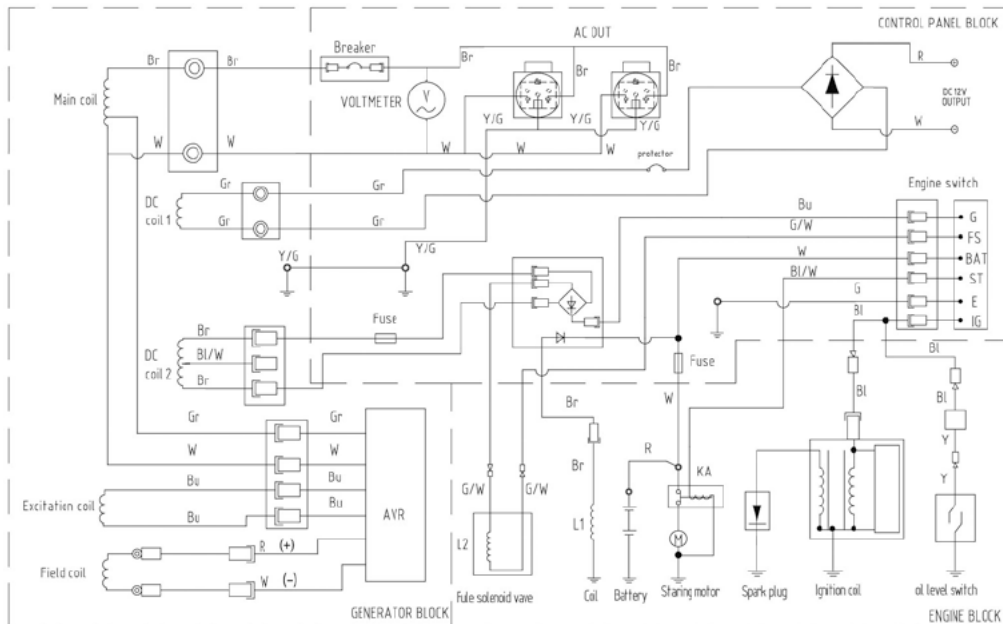 CONTROL PANEL BLOCK
AC OUT
Breaker
Br
Br
Br
Br
Br
R
Main coil
VOLTMETER
V
DC 12V
OUTPUT
Y/G
Y/G
Y/G
W
W
W
W
W
W
W
protector
Gr
Gr
DC
coil 1
Gr
Gr
Engine switch
Bu
G
G/W
FS
W
BAT
Bl/W
ST
G
E
Bl
IG
Y/G
Y/G
Br
Fuse
Bl/W
DC
coil 2
Br
Fuse
Bl
Bl
Bl
W
Br
Gr
Gr
W
W
Bu
Bu
Excitation coil
Bu
Bu
AVR
R (+)
Field coil
W (-)
G/W
G/W
L2
Br
L1
R
KA
M
Y
Y
Fule solenoid vave
Coil
Battery
Staring motor
Spark plug
Ignition coil
oil level switch
GENERATOR BLOCK
ENGINE BLOCK